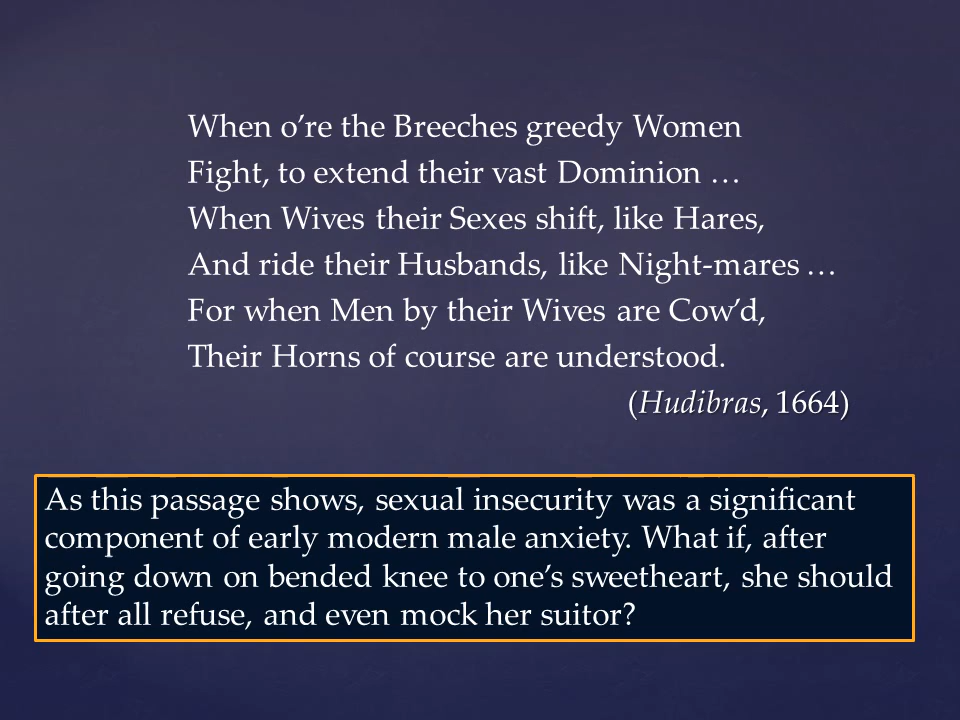 When o’re the Breeches greedy Women
Fight, to extend their vast Dominion …
When Wives their Sexes shift, like Hares,
And ride their Husbands, like Night-mares …
For when Men by their Wives are Cow’d,
Their Horns of course are understood.
(Hudibras, 1664)
As this passage shows, sexual insecurity was a significant
component of early modern male anxiety. What if, after
going down on bended knee to one’s sweetheart, she should
after all refuse, and even mock her suitor?